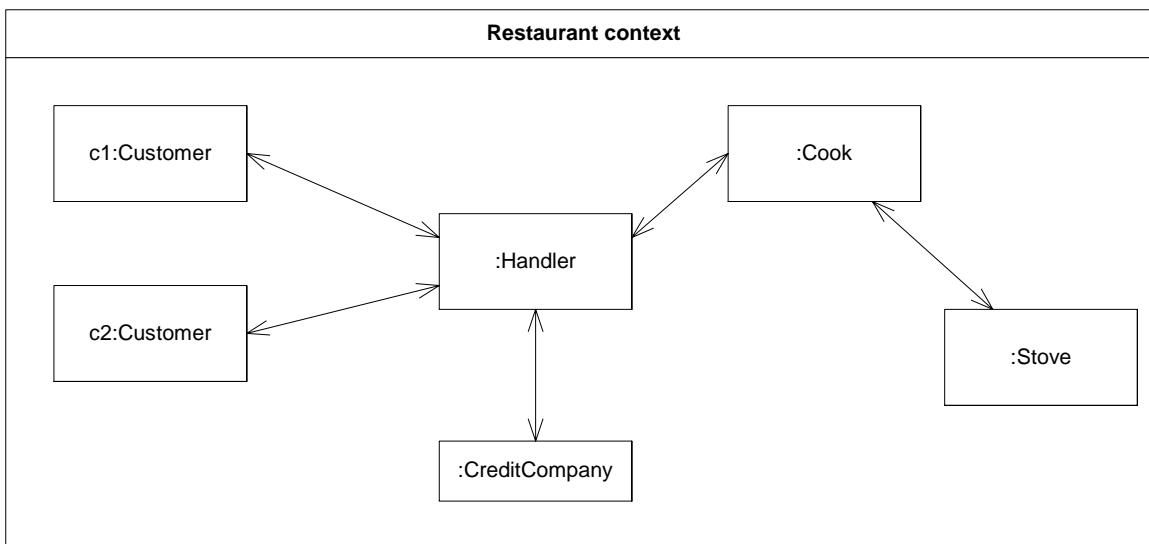 Restaurant context
c1:Customer
:Cook
:Handler
c2:Customer
:Stove
:CreditCompany